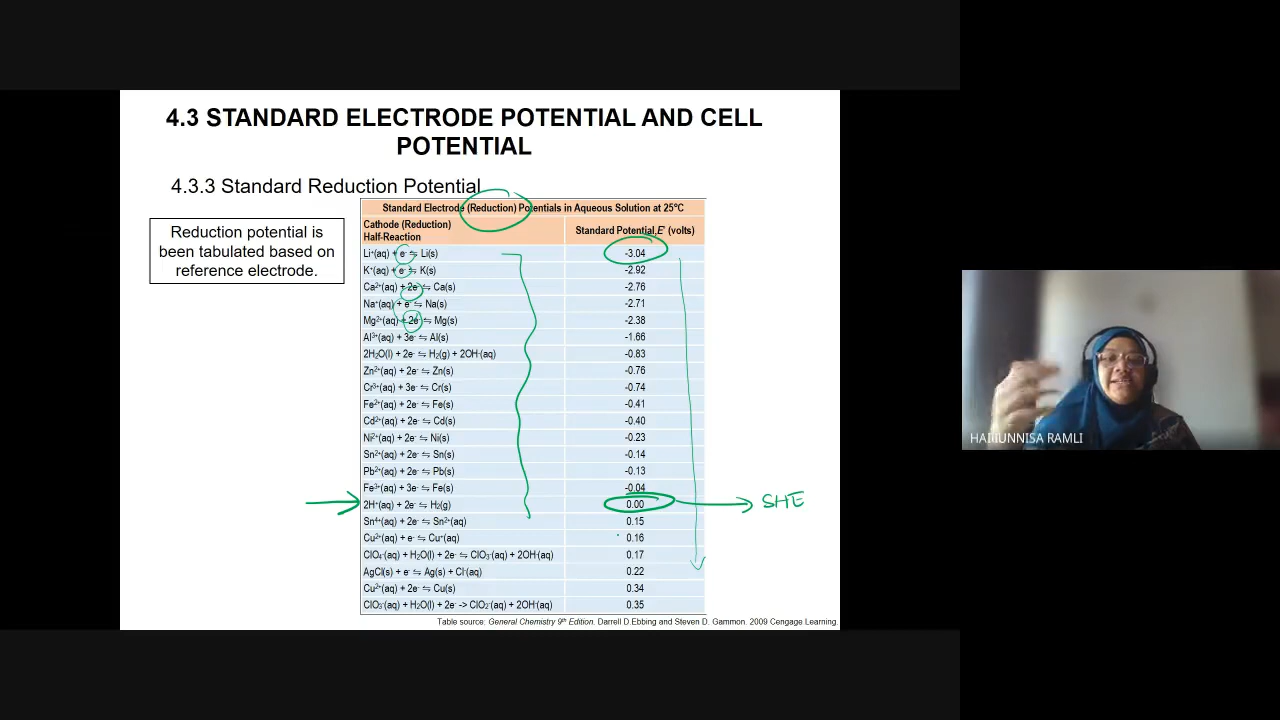 4.3 STANDARD ELECTRODE POTENTIAL AND CELL
POTENTIAL
4.3.3 Standard Reduction Potential
Reduction potential is
been tabulated based on
reference electrode.
Standard Electrode (Reduction) Potentials in Aqueous Solution at 25°C
Cathode (Reduction)
Half-Reaction
Standard Potential, E° (volts)
Li⁺(aq) + e⁻ ⇋ Li(s) -3.04
K⁺(aq) + e⁻ ⇋ K(s) -2.92
Ca²⁺(aq) + 2e⁻ ⇋ Ca(s) -2.76
Na⁺(aq) + e⁻ ⇋ Na(s) -2.71
Mg²⁺(aq) + 2e⁻ ⇋ Mg(s) -2.38
Al³⁺(aq) + 3e⁻ ⇋ Al(s) -1.66
2H₂O(l) + 2e⁻ ⇋ H₂(g) + 2OH⁻(aq) -0.83
Zn²⁺(aq) + 2e⁻ ⇋ Zn(s) -0.76
Cr³⁺(aq) + 3e⁻ ⇋ Cr(s) -0.74
Fe²⁺(aq) + 2e⁻ ⇋ Fe(s) -0.41
Cd²⁺(aq) + 2e⁻ ⇋ Cd(s) -0.40
Ni²⁺(aq) + 2e⁻ ⇋ Ni(s) -0.23
Sn²⁺(aq) + 2e⁻ ⇋ Sn(s) -0.14
Pb²⁺(aq) + 2e⁻ ⇋ Pb(s) -0.13
Fe³⁺(aq) + 3e⁻ ⇋ Fe(s) -0.04
2H⁺(aq) + 2e⁻ ⇋ H₂(g) 0.00 SHE
Sn⁴⁺(aq) + 2e⁻ ⇋ Sn²⁺(aq) 0.15
Cu²⁺(aq) + e⁻ ⇋ Cu⁺(aq) 0.16
ClO₄⁻(aq) + H₂O(l) + 2e⁻ ⇋ ClO₃⁻(aq) + 2OH⁻(aq) 0.17
AgCl(s) + e⁻ ⇋ Ag(s) + Cl⁻(aq) 0.22
Cu²⁺(aq) + 2e⁻ ⇋ Cu(s) 0.34
ClO₃⁻(aq) + H₂O(l) + 2e⁻ -> ClO₂⁻(aq) + 2OH⁻(aq) 0.35
Table source: General Chemistry 9th Edition. Darrell D.Ebbing and Steven D. Gammon. 2009 Cengage Learning.
RAMLI